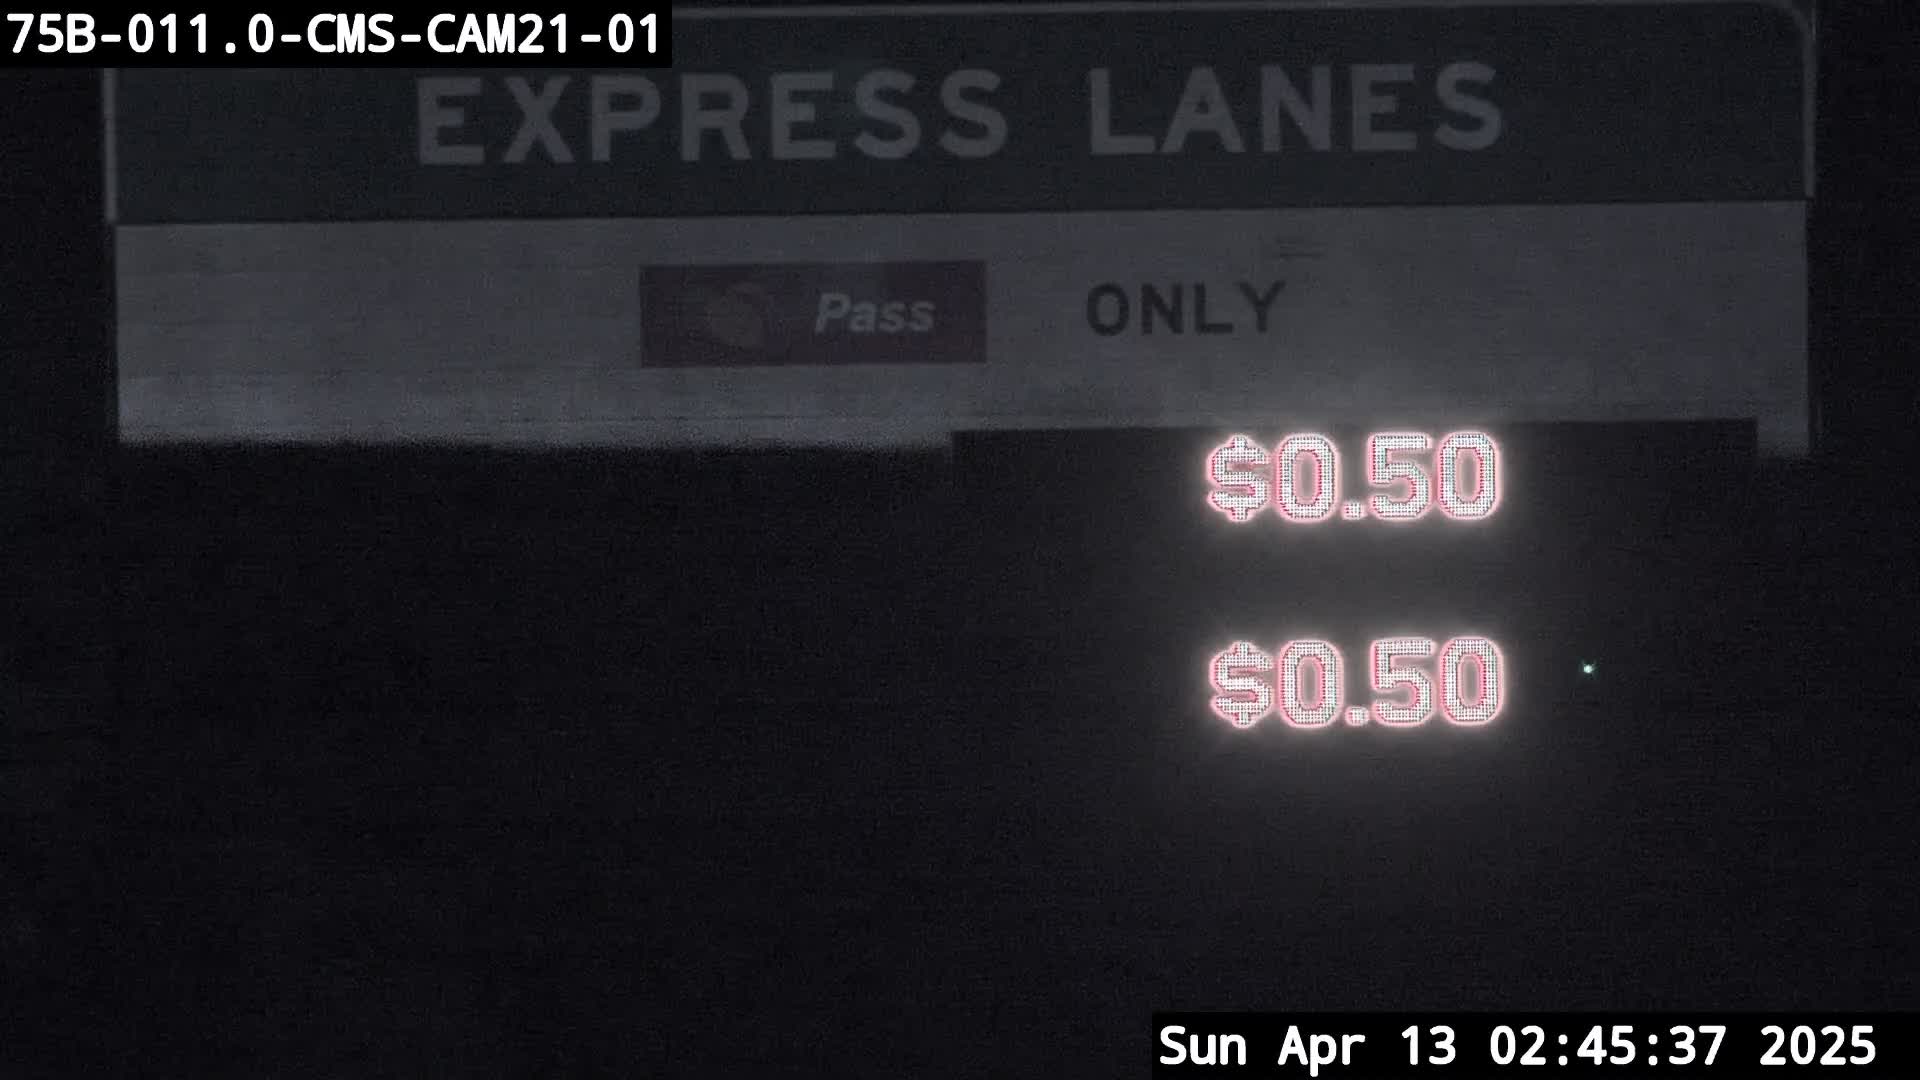 75B-011.0-CMS-CAM21-01
EXPRESS LANES
Pass ONLY
$0.50
$0.50
Sun Apr 13 02:45:37 2025